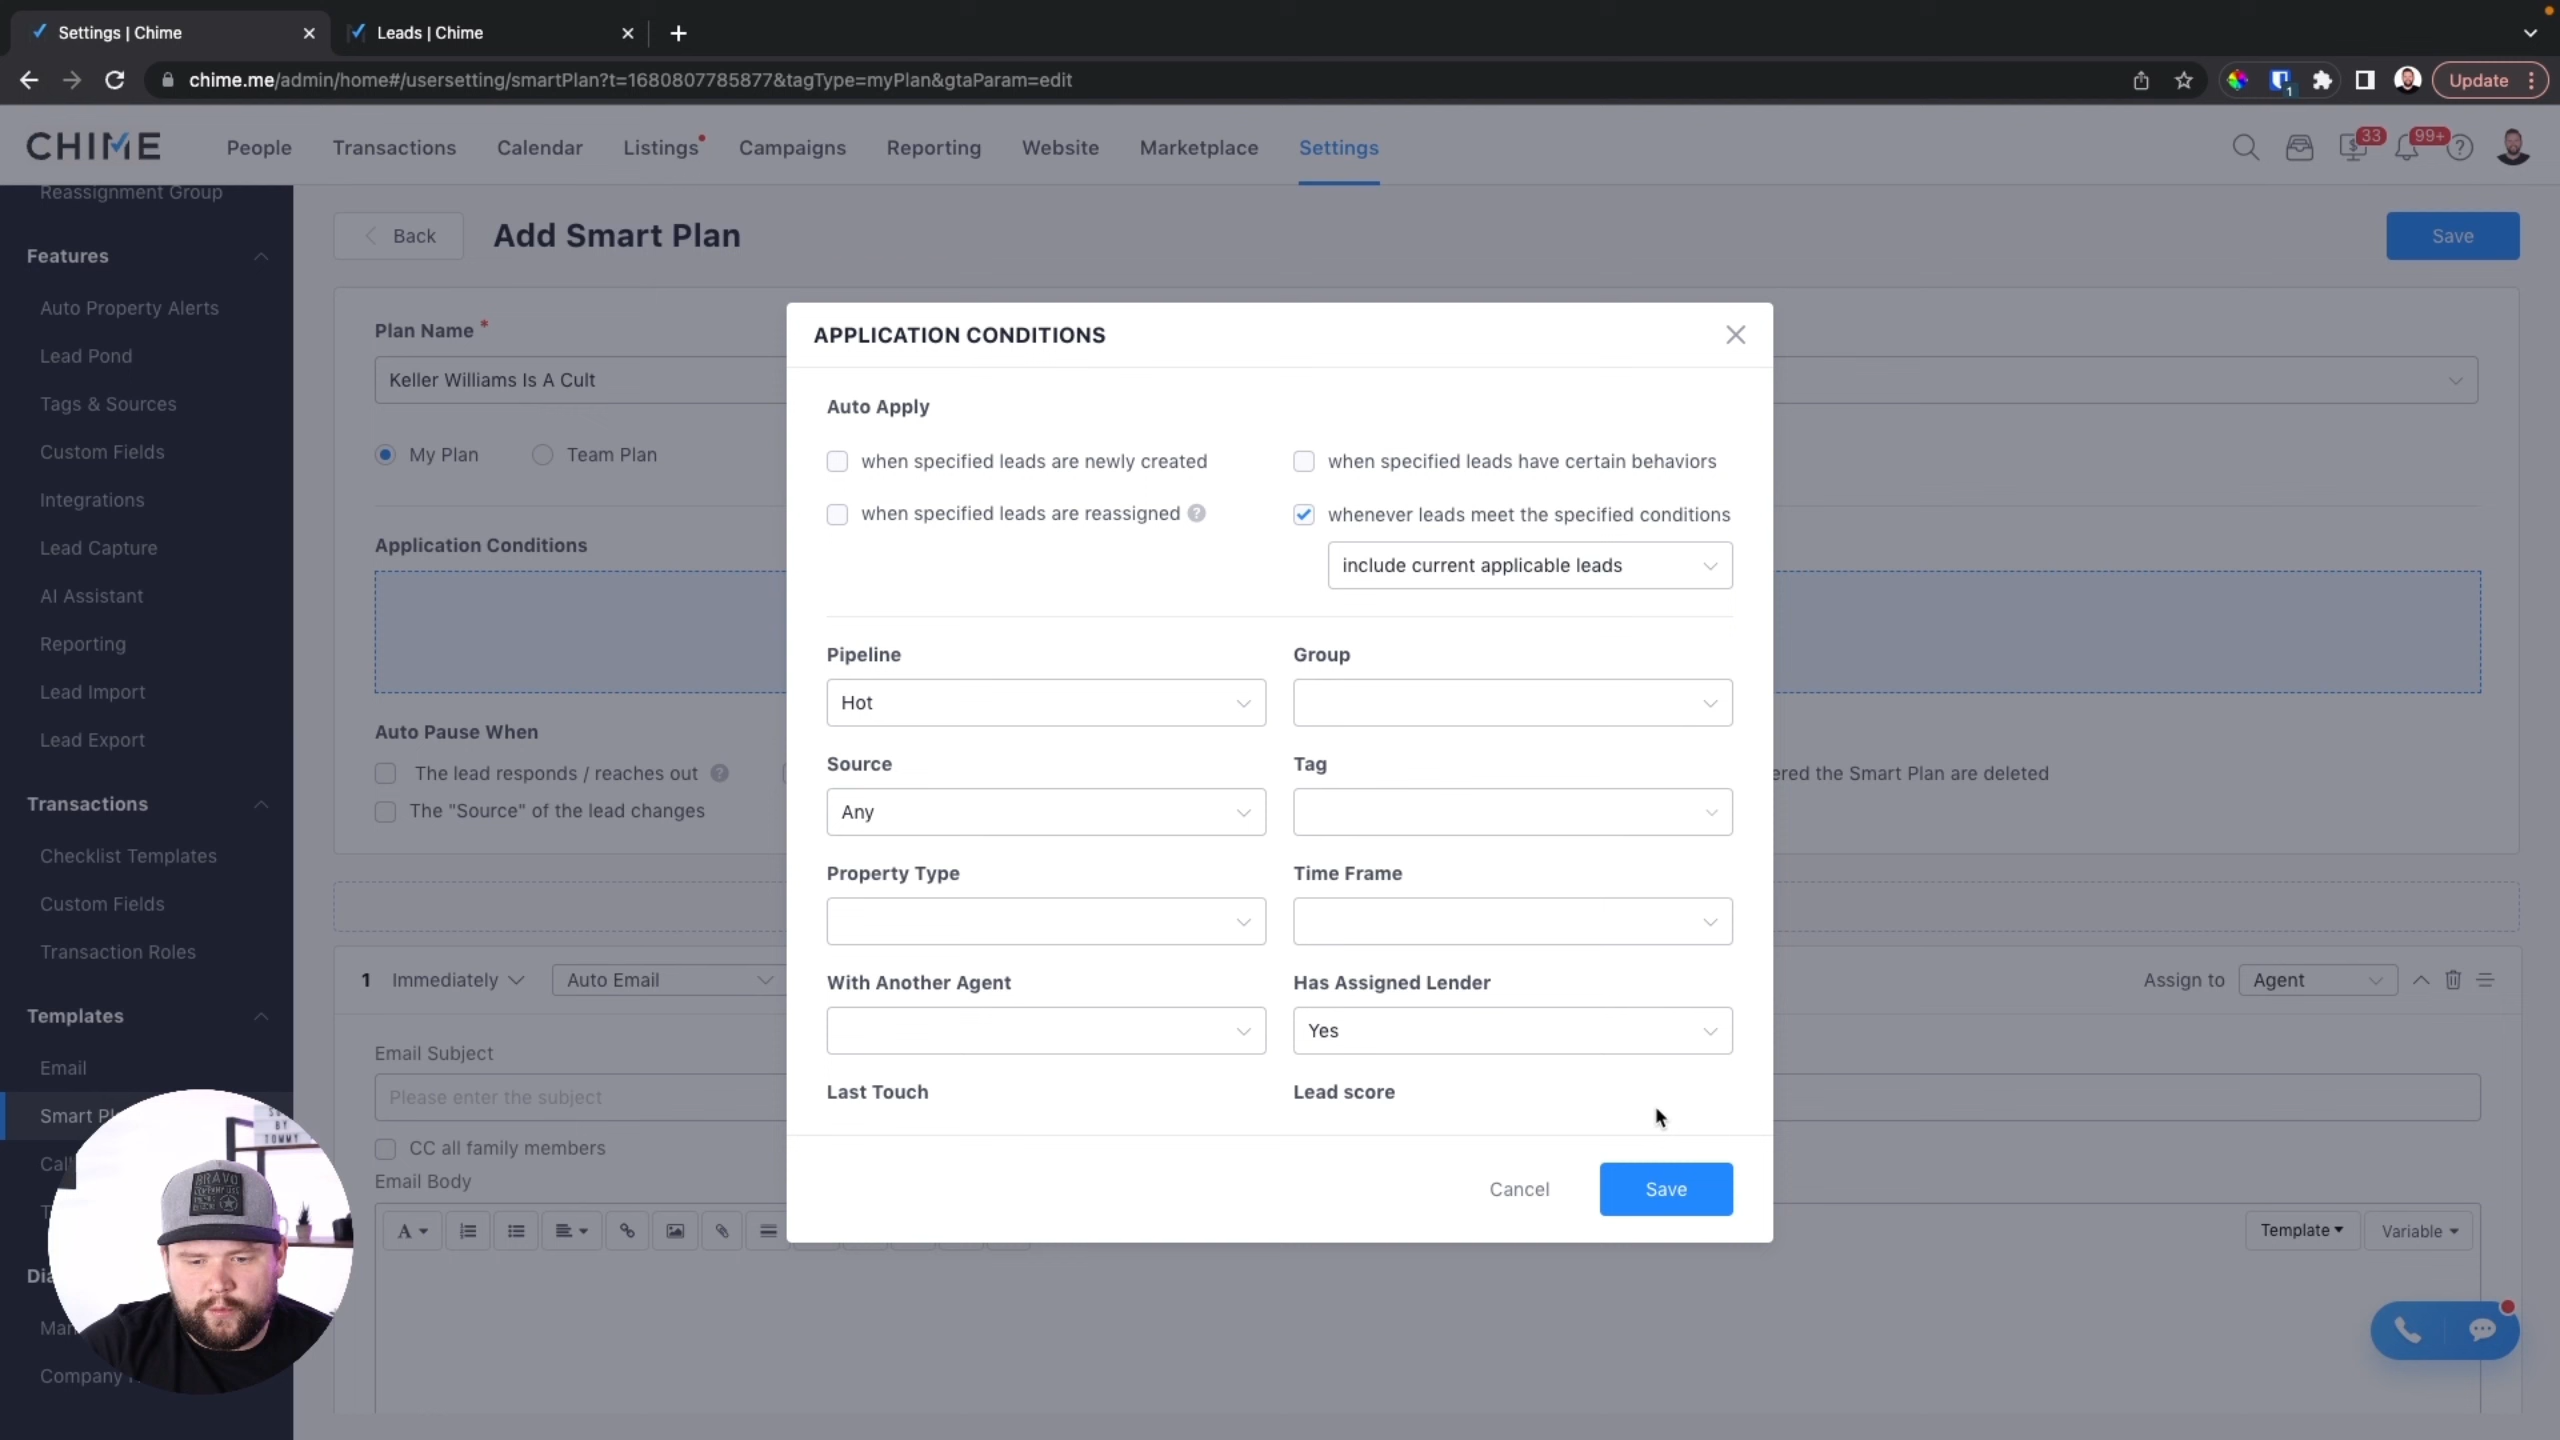 Settings | Chime
Leads | Chime
chime.me/admin/home#/usersetting/smartPlan?t=1680807785877&tagType=myPlan&gtaParam=edit
1
Update
CHIME
People
Transactions
Calendar
Listings
Campaigns
Reporting
Website
Marketplace
Settings
33
99+
Reassignment Group
Features
Auto Property Alerts
Lead Pond
Tags & Sources
Custom Fields
Integrations
Lead Capture
AI Assistant
Reporting
Lead Import
Lead Export
Transactions
Checklist Templates
Custom Fields
Transaction Roles
Templates
Email
Smart Pl
Call
Company
Back
Add Smart Plan
Save
Plan Name *
Keller Williams Is A Cult
My Plan
Team Plan
Application Conditions
Auto Pause When
The lead responds / reaches out ?
ered the Smart Plan are deleted
The "Source" of the lead changes
1 Immediately
Auto Email
Assign to
Agent
Email Subject
Please enter the subject
CC all family members
Email Body
A
Template
Variable
APPLICATION CONDITIONS
Auto Apply
when specified leads are newly created
when specified leads have certain behaviors
when specified leads are reassigned ?
whenever leads meet the specified conditions
include current applicable leads
Pipeline
Group
Hot
Source
Tag
Any
Property Type
Time Frame
With Another Agent
Has Assigned Lender
Yes
Last Touch
Lead score
Cancel
Save
BY
TOMMY
BRAVO